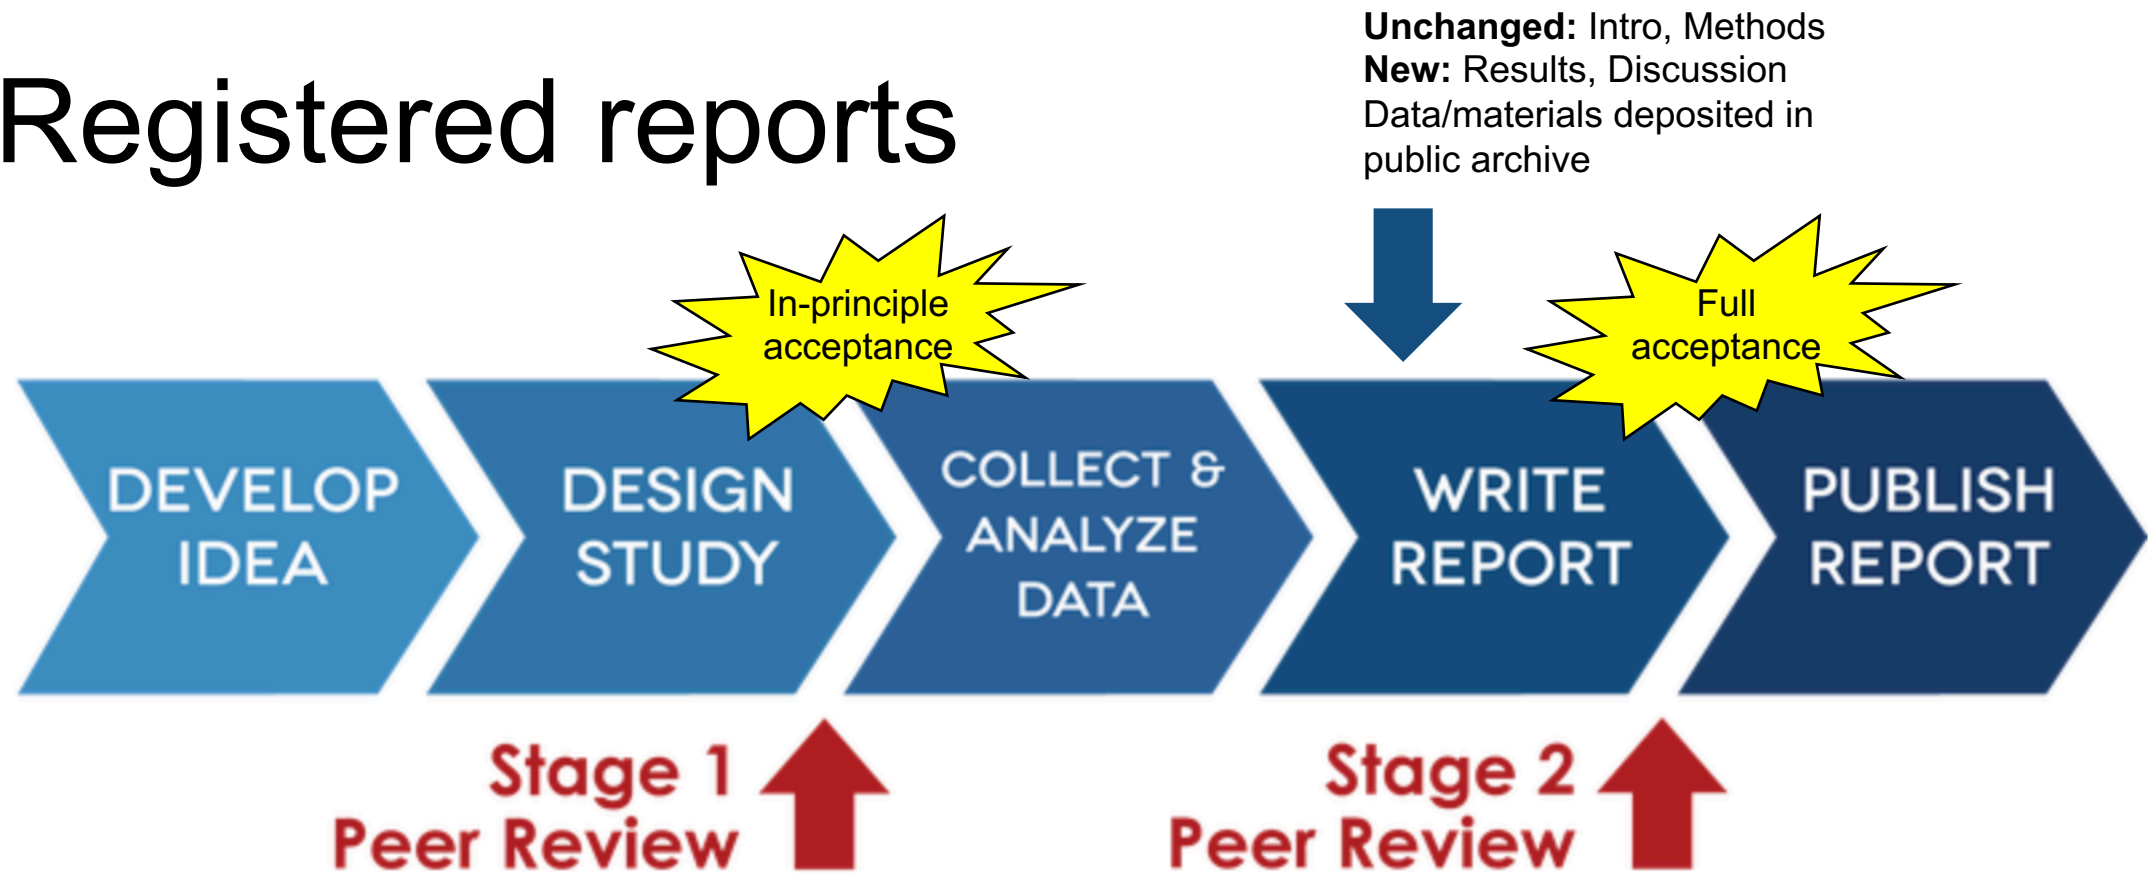 Registered reports
Unchanged: Intro, Methods
New: Results, Discussion
Data/materials deposited in
public archive
In-principle
acceptance
Full
acceptance
DEVELOP
IDEA
DESIGN
STUDY
COLLECT &
ANALYZE
DATA
WRITE
REPORT
PUBLISH
REPORT
Stage 1
Peer Review
Stage 2
Peer Review